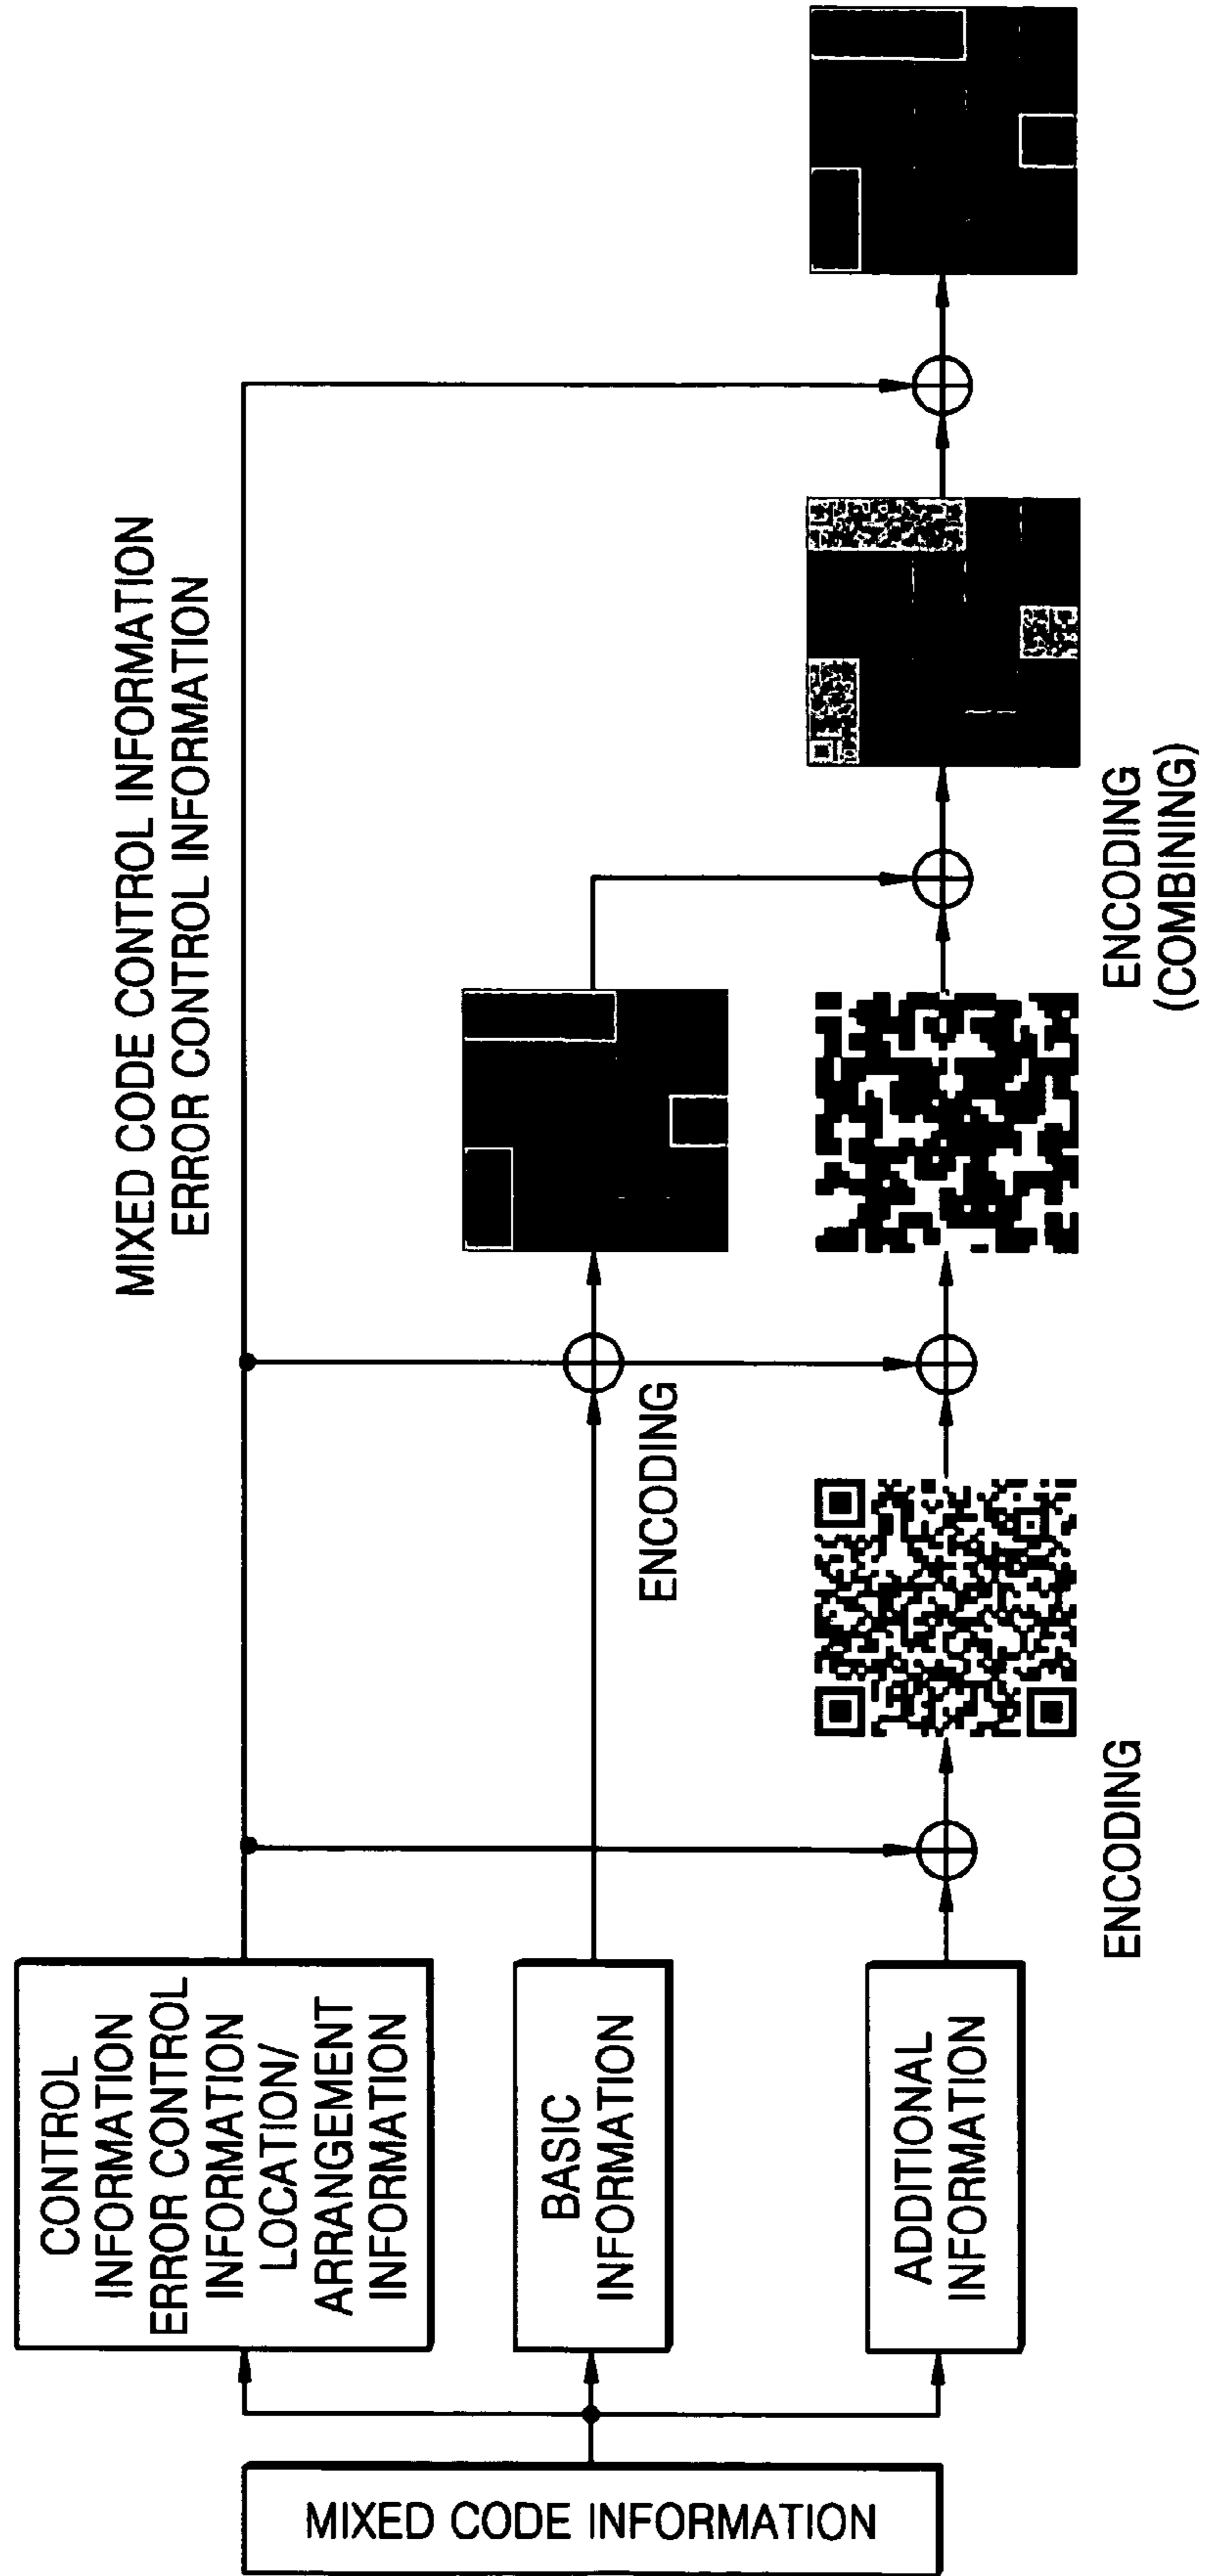 MIXED CODE INFORMATION
CONTROL
INFORMATION
ERROR CONTROL
INFORMATION
LOCATION/
ARRANGEMENT
INFORMATION
BASIC
INFORMATION
ADDITIONAL
INFORMATION
MIXED CODE CONTROL INFORMATION
ERROR CONTROL INFORMATION
ENCODING
ENCODING
ENCODING
(COMBINING)